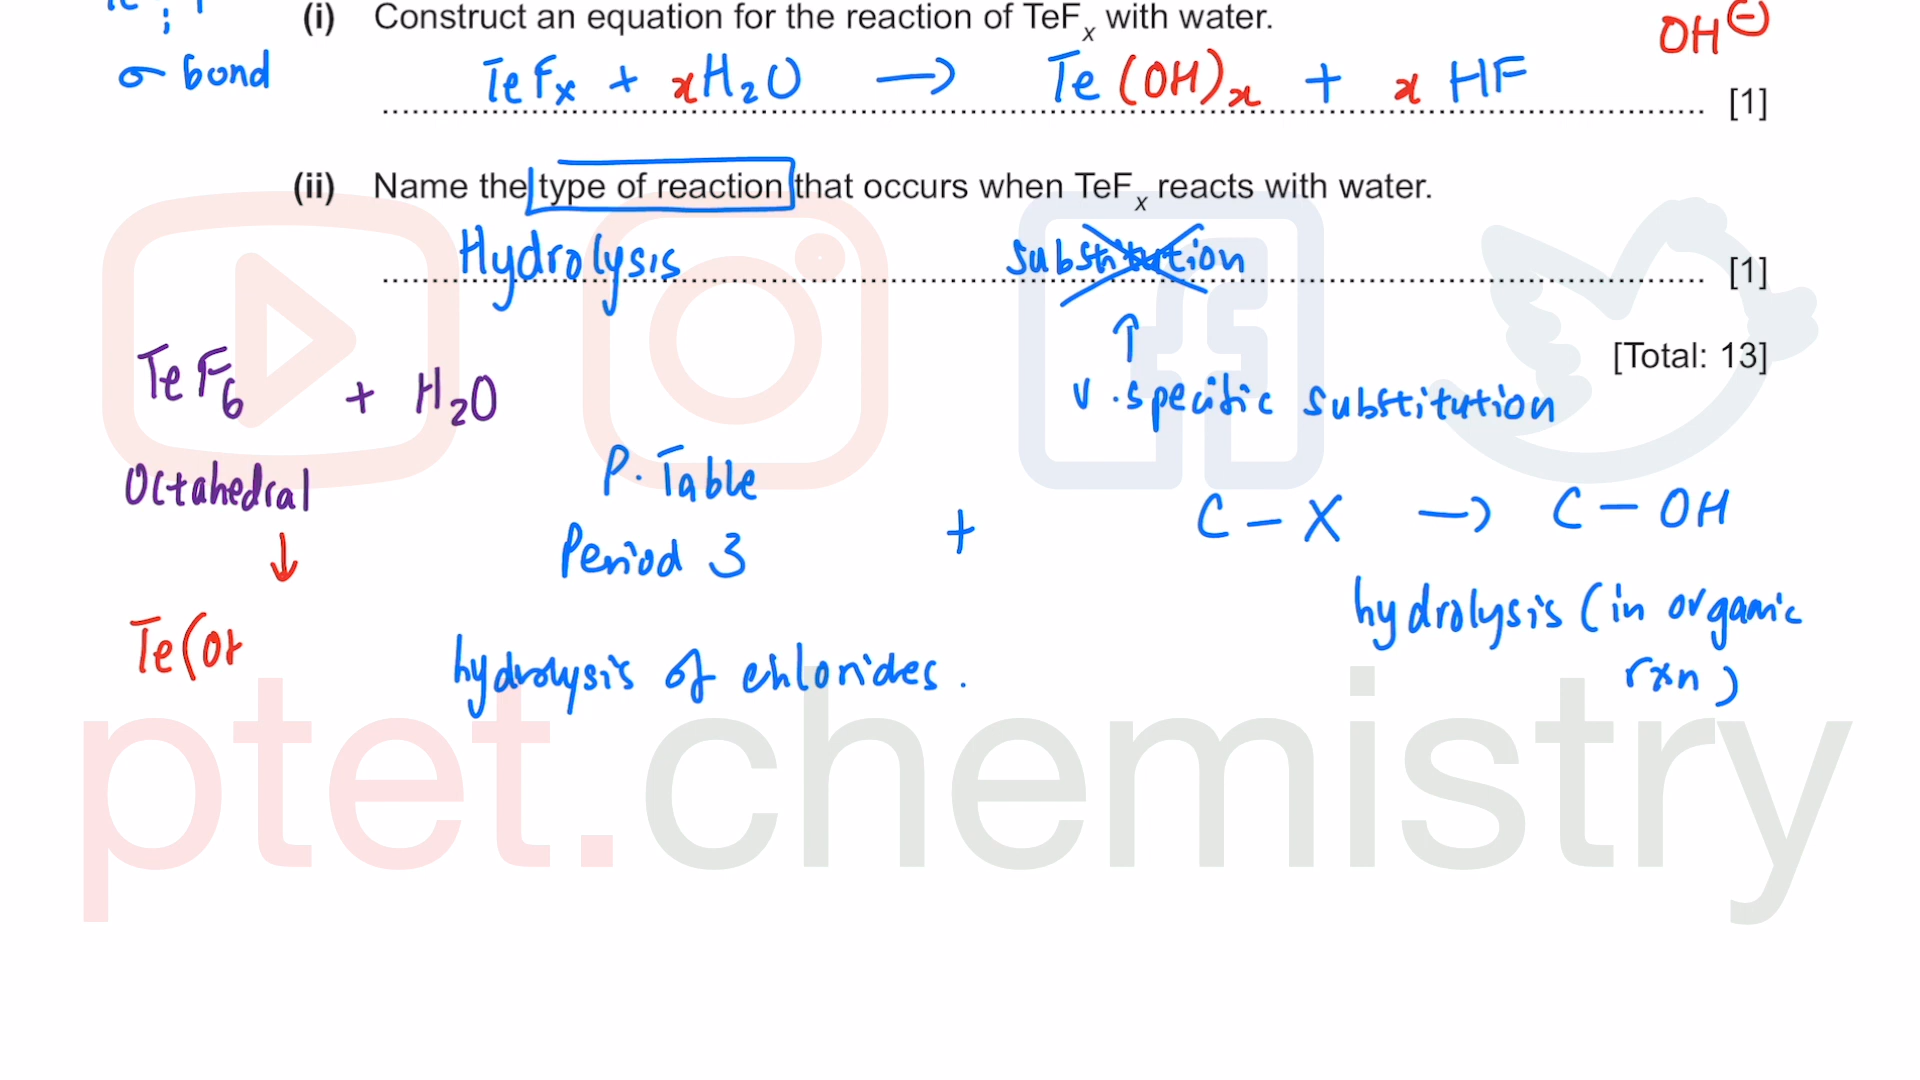 (i) Construct an equation for the reaction of TeFₓ with water.
OH⊖
σ bond
TeFₓ + xH₂O → Te(OH)ₓ + x HF
[1]
(ii) Name the type of reaction that occurs when TeFₓ reacts with water.
Hydrolysis
substitution
[1]
[Total: 13]
↑
v. specific substitution
TeF₆ + H₂O
Octahedral
↓
Te(OH
P. Table
Period 3
+
C – X → C – OH
hydrolysis (in organic
rxn)
hydrolysis of chlorides.
ptet.chemistry